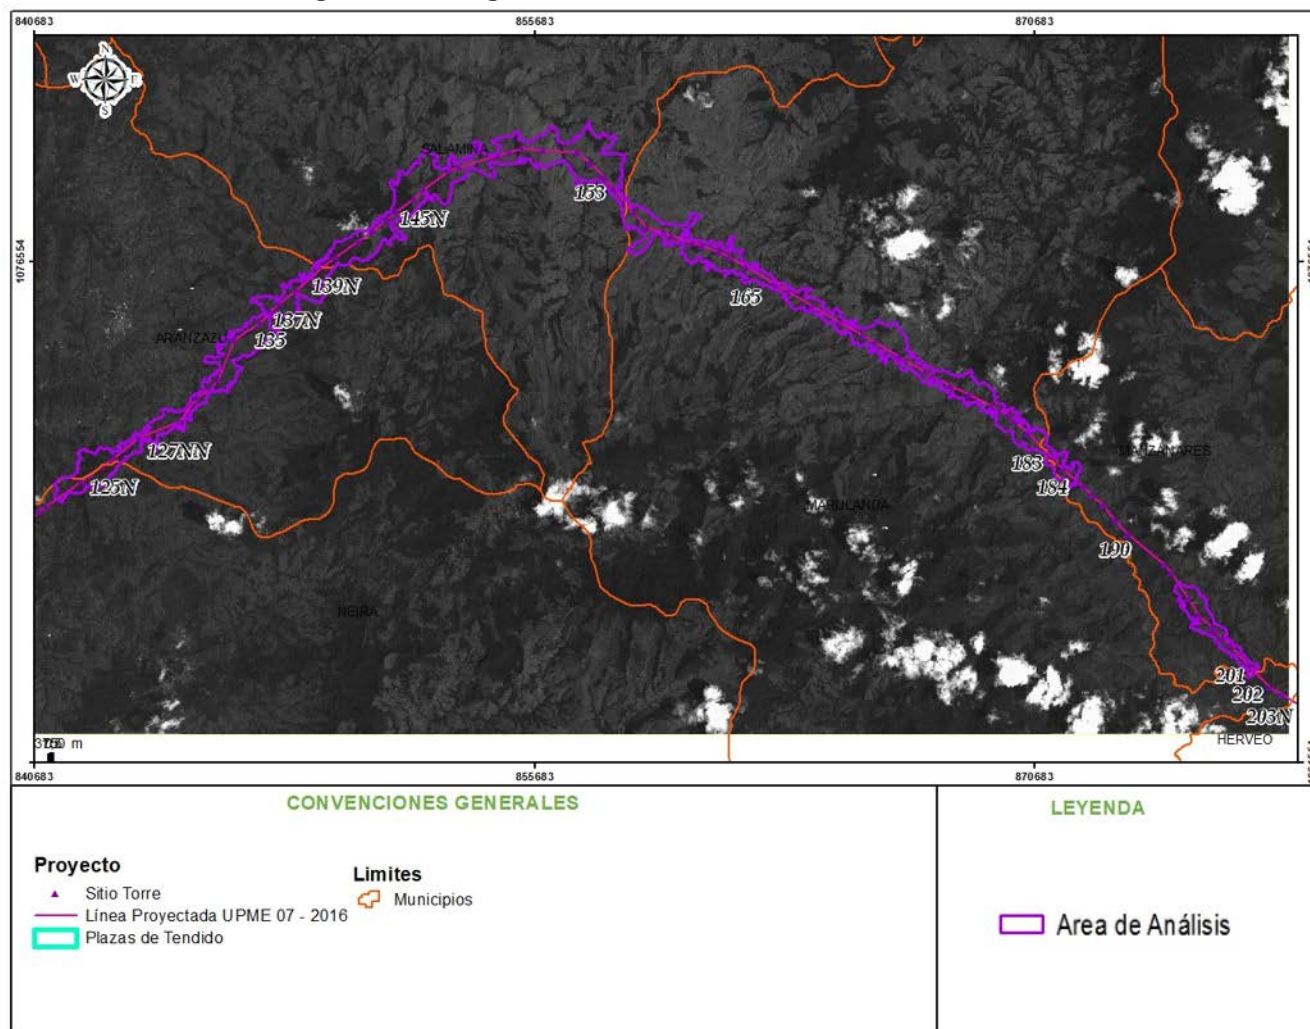 840683 855683 870683
N
W E
S
SALAMINA
153
145N
1076554
165
139N
137N
ARANZAZU
135
127NN
MANZANARES
183
125N
184
MARULANDA
190
NEIRA
201
202
203N
HERVEO
840683 855683 870683
CONVENCIONES GENERALES
LEYENDA
Proyecto
Limites
Sitio Torre
Municipios
Línea Proyectada UPME 07 - 2016
Plazas de Tendido
Area de Análisis